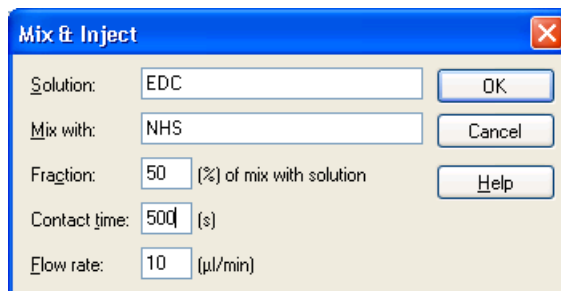 Mix & Inject
Solution: EDC OK
Mix with: NHS Cancel
Fraction: 50 (%) of mix with solution Help
Contact time: 500 (s)
Flow rate: 10 (µl/min)